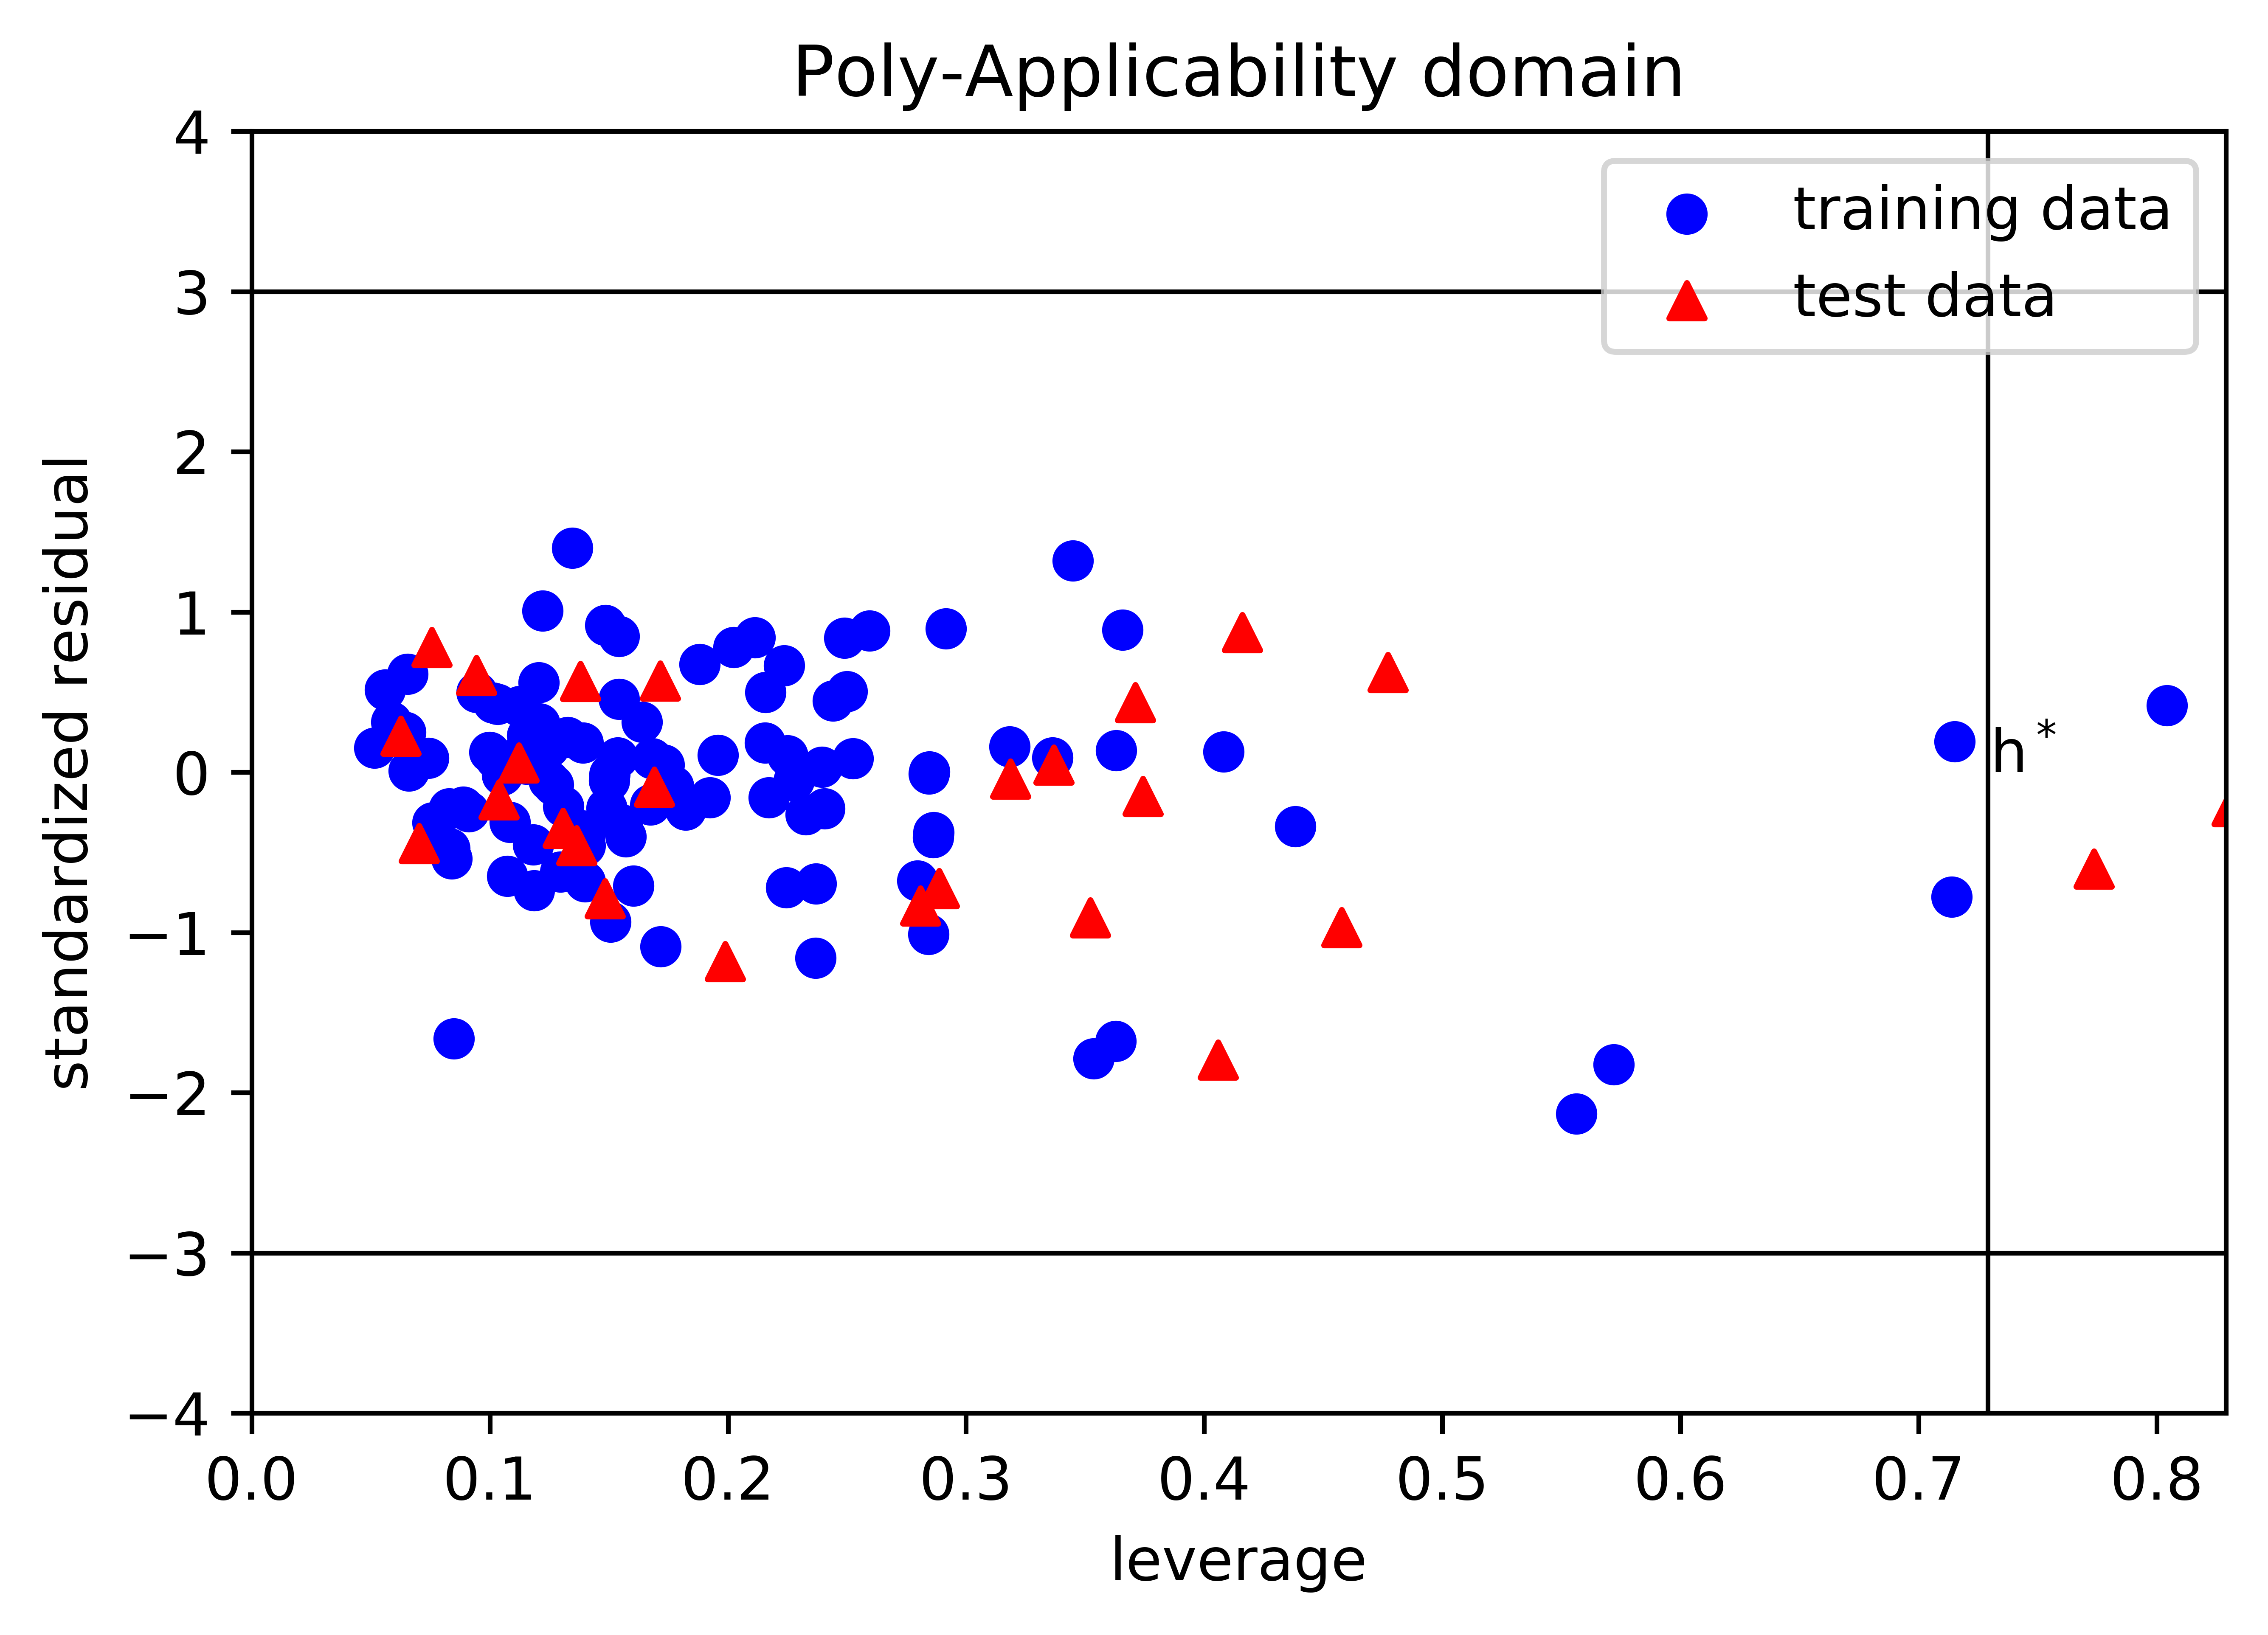 Poly-Applicability domain
4
3
2
1
0
−1
−2
−3
−4
standardized residual
training data
test data
h*
0.0 0.1 0.2 0.3 0.4 0.5 0.6 0.7 0.8
leverage